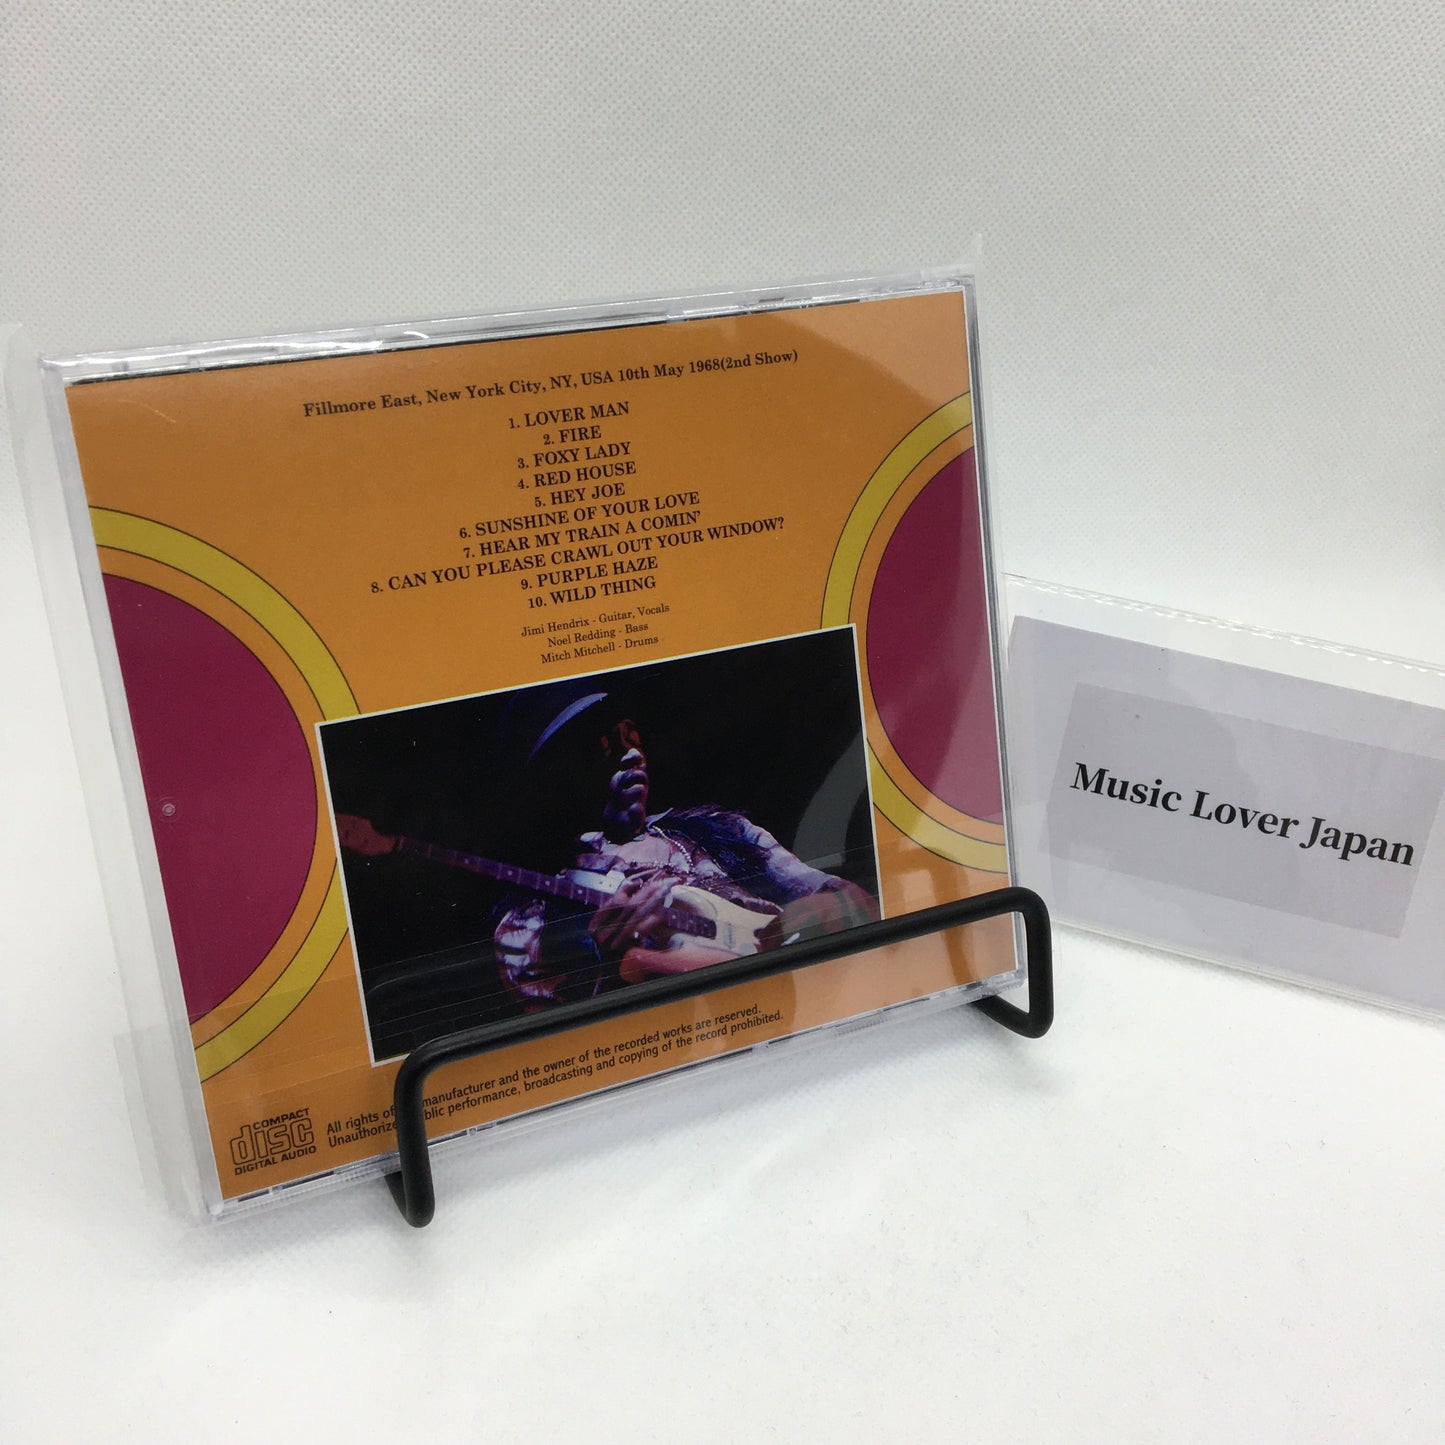 Fillmore East, New York City, NY, USA 10th May 1968(2nd Show)
1. LOVER MAN
2. FIRE
3. FOXY LADY
4. RED HOUSE
5. HEY JOE
6. SUNSHINE OF YOUR LOVE
7. HEAR MY TRAIN A COMIN'
8. CAN YOU PLEASE CRAWL OUT YOUR WINDOW?
9. PURPLE HAZE
10. WILD THING
Jimi Hendrix - Guitar, Vocals
Noel Redding - Bass
Mitch Mitchell - Drums
COMPACT
disc
DIGITAL AUDIO
All rights of manufacturer and the owner of the recorded works are reserved.
performance, broadcasting and copying of the record prohibited.
Music Lover Japan